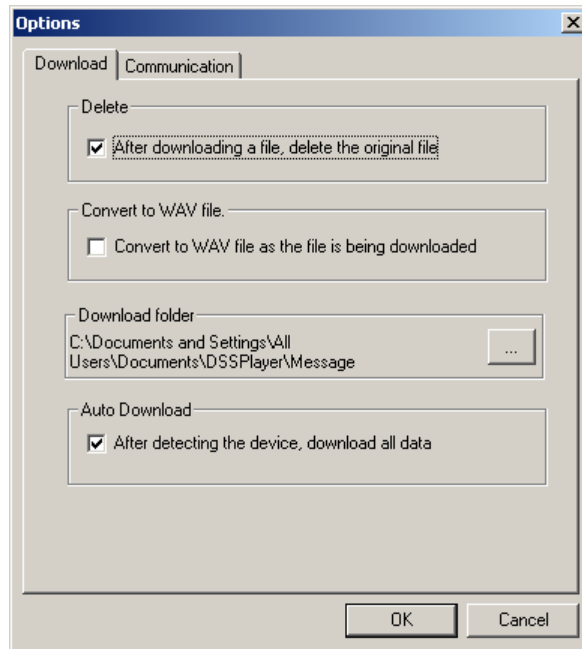 Options
Download
Communication
Delete
After downloading a file, delete the original file
Convert to WAV file.
Convert to WAV file as the file is being downloaded
Download folder
C:\Documents and Settings\All
Users\Documents\DSSPlayer\Message
...
Auto Download
After detecting the device, download all data
OK
Cancel